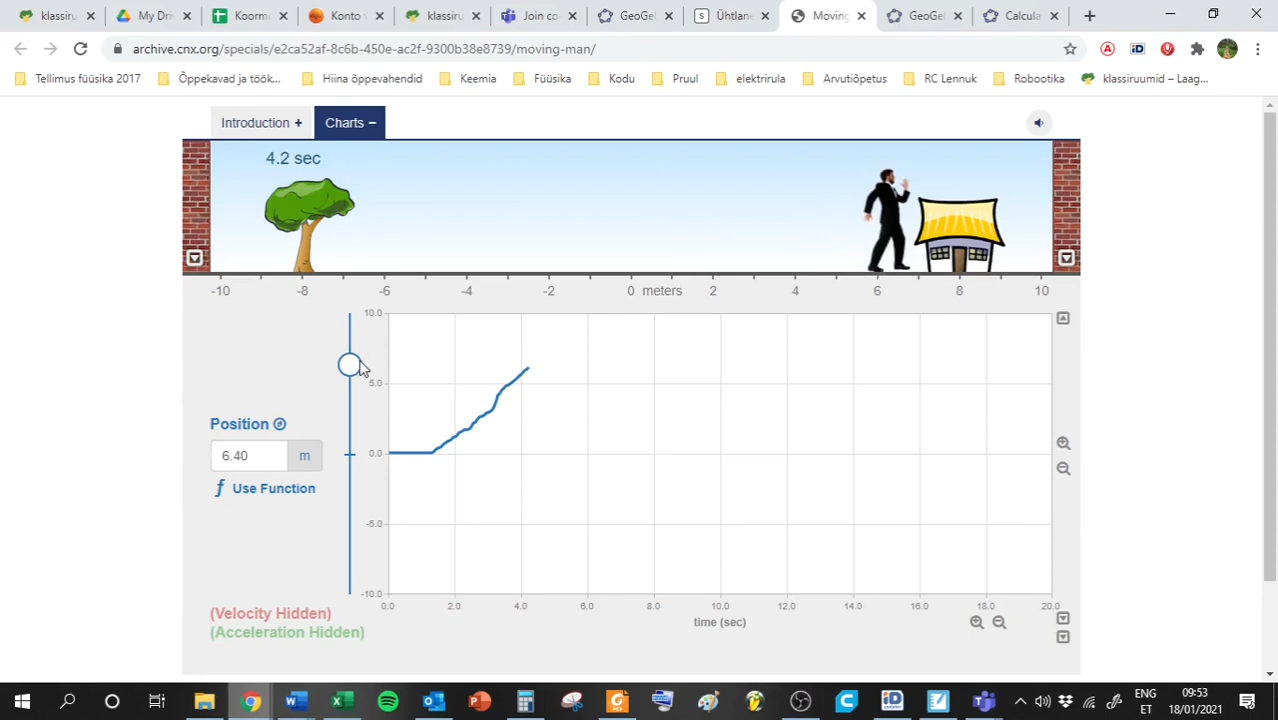 klassiru
My Driv
Koorm
Konto v
klassiru
Join co
GeoGel
Ühtlane
Moving
GeoGel
Calcula
archive.cnx.org/specials/e2ca52af-8c6b-450e-ac2f-9300b38e8739/moving-man/
Tellimus füüsika 2017
Õppekavad ja töök...
Hiina õppevahendid
Keemia
Füüsika
Kodu
Pruul
elektrirula
Arvutiõpetus
RC Lennuk
Robootika
klassiruumid – Laag...
Introduction +
Charts −
4.2 sec
-10 -8 -6 -4 -2 0 meters 2 4 6 8 10
10.0
5.0
Position
0.0
6.40 m
f Use Function
-5.0
-10.0
0.0 2.0 4.0 6.0 8.0 10.0 12.0 14.0 16.0 18.0 20.0
(Velocity Hidden)
time (sec)
(Acceleration Hidden)
ENG
ET
09:53
18/01/2021